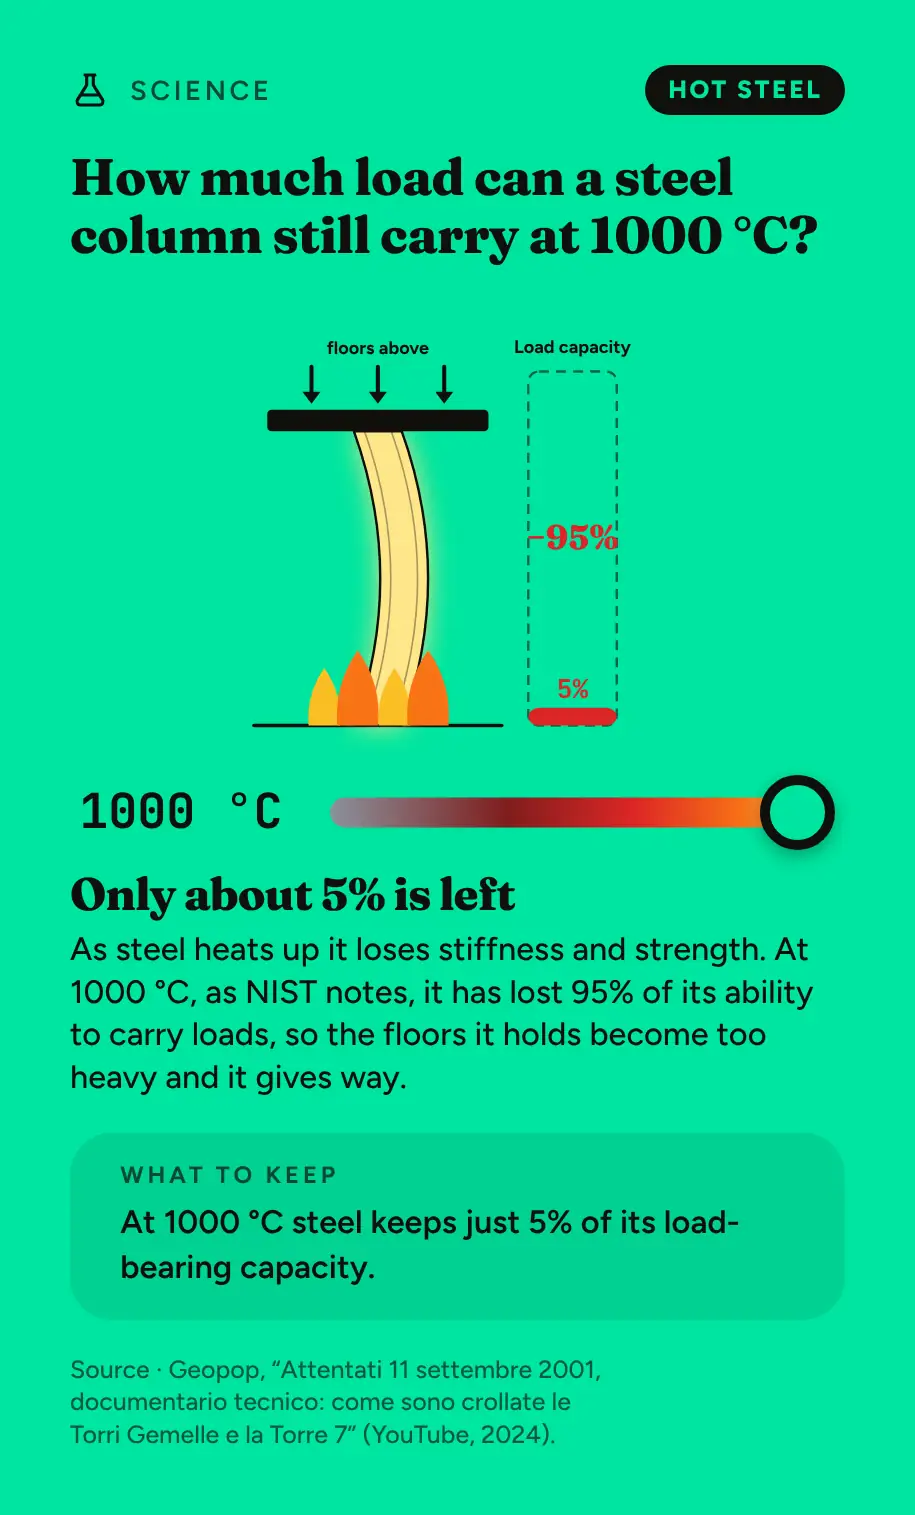 SCIENCE
HOT STEEL
How much load can a steel
column still carry at 1000 °C?
floors above
Load capacity
−95%
5%
1000 °C
Only about 5% is left
As steel heats up it loses stiffness and strength. At
1000 °C, as NIST notes, it has lost 95% of its ability
to carry loads, so the floors it holds become too
heavy and it gives way.
WHAT TO KEEP
At 1000 °C steel keeps just 5% of its load-
bearing capacity.
Source · Geopop, “Attentati 11 settembre 2001,
documentario tecnico: come sono crollate le
Torri Gemelle e la Torre 7” (YouTube, 2024).